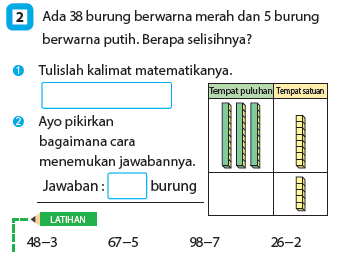 2 Ada 38 burung berwarna merah dan 5 burung
berwarna putih. Berapa selisihnya?
1 Tulislah kalimat matematikanya.
Tempat puluhan Tempat satuan
2 Ayo pikirkan
bagaimana cara
menemukan jawabannya.
Jawaban : burung
LATIHAN
48–3 67–5 98–7 26–2